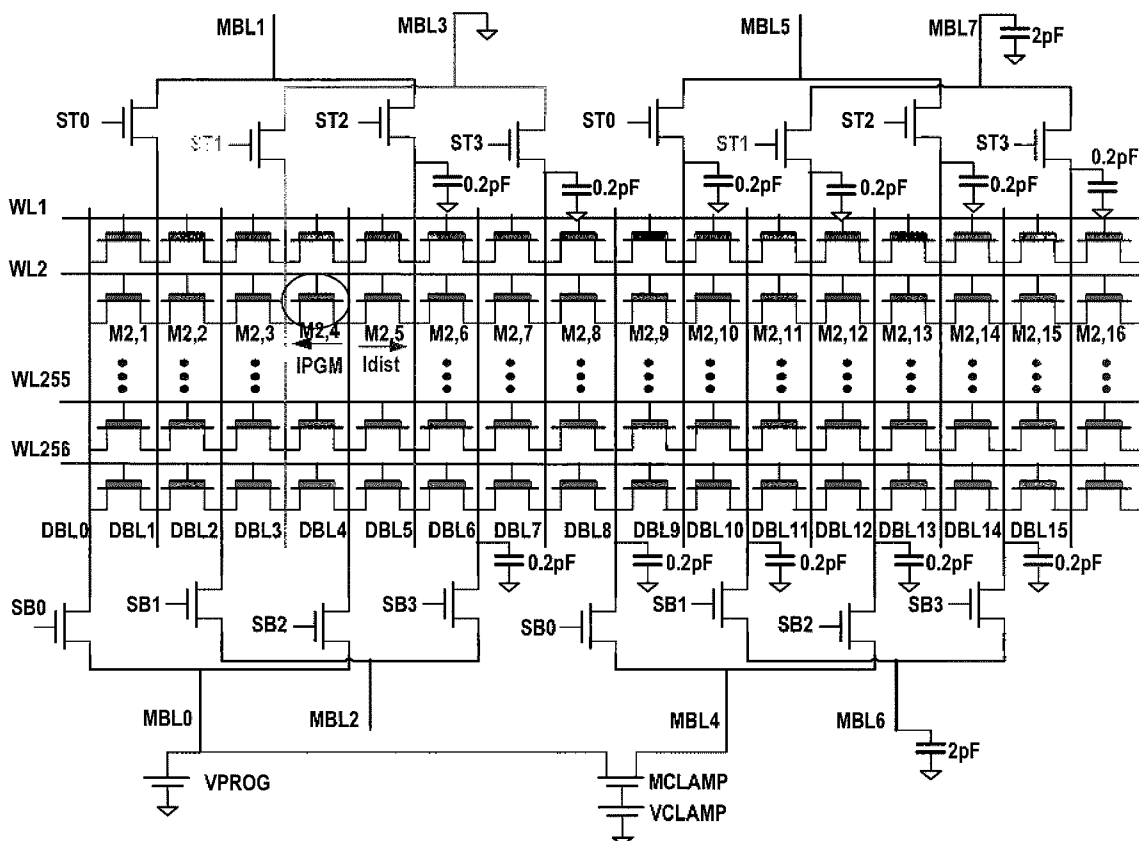 MBL1 MBL3 MBL5 MBL7 2pF
ST0 ST1 ST2 ST3 ST0 ST1 ST2 ST3
0.2pF 0.2pF 0.2pF 0.2pF 0.2pF 0.2pF
WL1
WL2
M2,1 M2,2 M2,3 M2,4 M2,5 M2,6 M2,7 M2,8 M2,9 M2,10 M2,11 M2,12 M2,13 M2,14 M2,15 M2,16
IPGM Idist
WL255
WL256
DBL0 DBL1 DBL2 DBL3 DBL4 DBL5 DBL6 DBL7 DBL8 DBL9 DBL10 DBL11 DBL12 DBL13 DBL14 DBL15
0.2pF 0.2pF 0.2pF 0.2pF 0.2pF
SB0 SB1 SB2 SB3 SB0 SB1 SB2 SB3
MBL0 MBL2 MBL4 MBL6
2pF
VPROG MCLAMP
VCLAMP